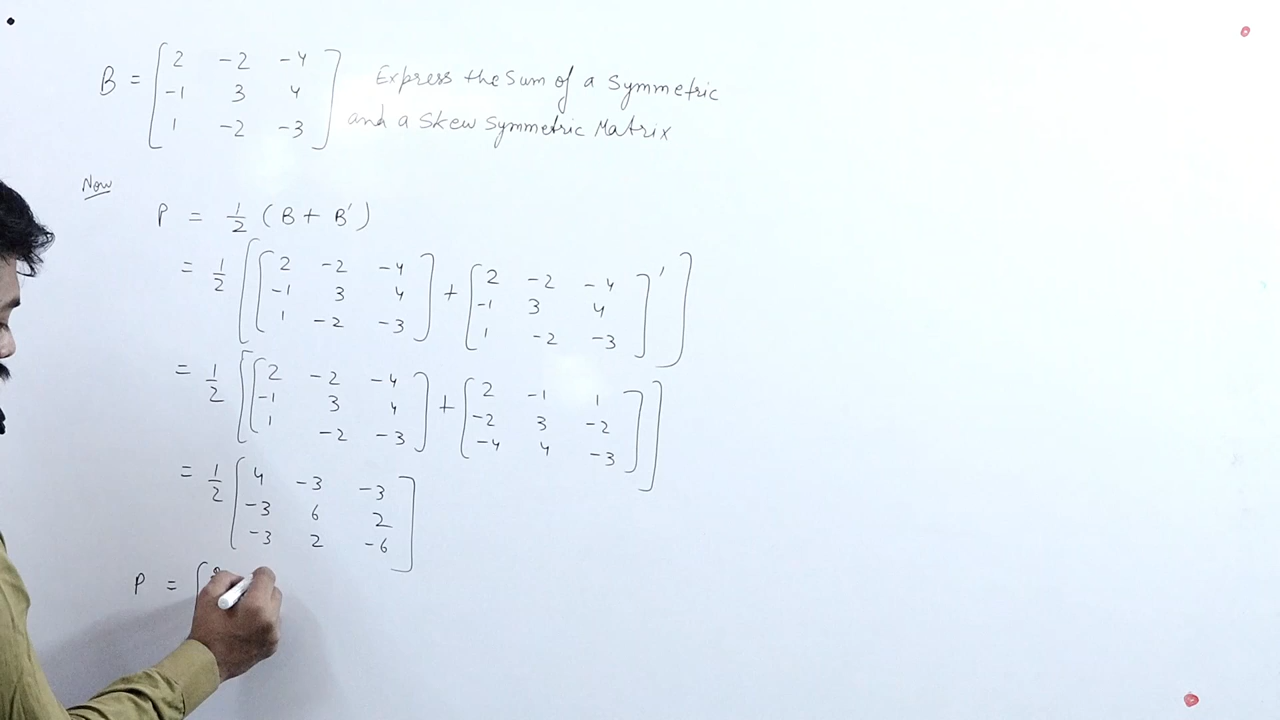 B = [ 2 -2 -4 Express the Sum of a Symmetric
-1 3 4
1 -2 -3 ] and a Skew Symmetric Matrix
Now
P = 1/2 (B + B')
= 1/2 [ [ 2 -2 -4 ] + [ 2 -2 -4 ]' ]
-1 3 4 -1 3 4
1 -2 -3 1 -2 -3
= 1/2 [ [ 2 -2 -4 ] + [ 2 -1 1 ] ]
-1 3 4 -2 3 -2
1 -2 -3 -4 4 -3
= 1/2 [ 4 -3 -3
-3 6 2
-3 2 -6 ]
P = [